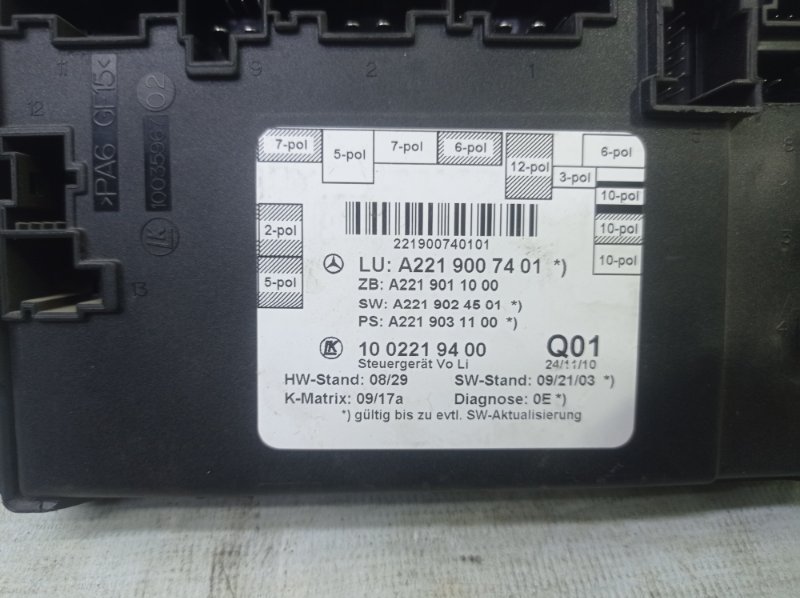 11
9
2
1
12
>PA6 GF15<
10035967 02
13
7-pol
5-pol
7-pol
6-pol
12-pol
6-pol
3-pol
10-pol
2-pol
10-pol
5-pol
10-pol
221900740101
LU: A221 900 74 01 *)
ZB: A221 901 10 00
SW: A221 902 45 01 *)
PS: A221 903 11 00 *)
LK 10 0221 94 00 Q01
Steuergerät Vo Li 24/11/10
HW-Stand: 08/29 SW-Stand: 09/21/03 *)
K-Matrix: 09/17a Diagnose: 0E *)
*) gültig bis zu evtl. SW-Aktualisierung